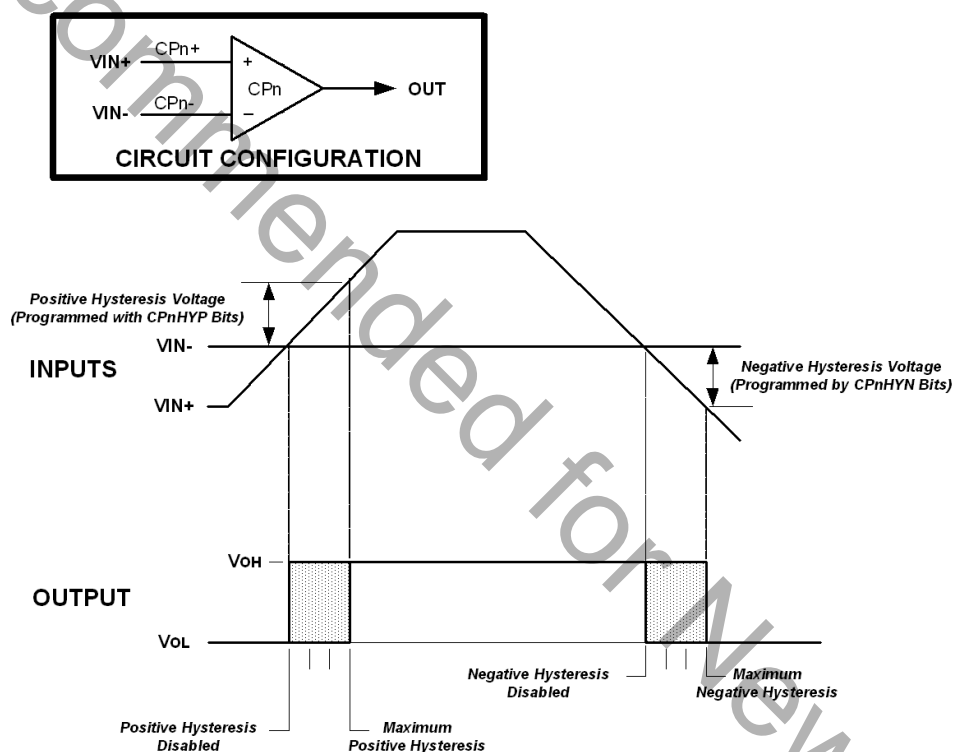 VIN+
CPn+
+
CPn
OUT
VIN-
CPn-
−
CIRCUIT CONFIGURATION
Positive Hysteresis Voltage
(Programmed with CPnHYP Bits)
VIN-
INPUTS
VIN+
Negative Hysteresis Voltage
(Programmed by CPnHYN Bits)
VOH
OUTPUT
VOL
Negative Hysteresis
Disabled
Maximum
Negative Hysteresis
Positive Hysteresis
Disabled
Maximum
Positive Hysteresis
commended for New